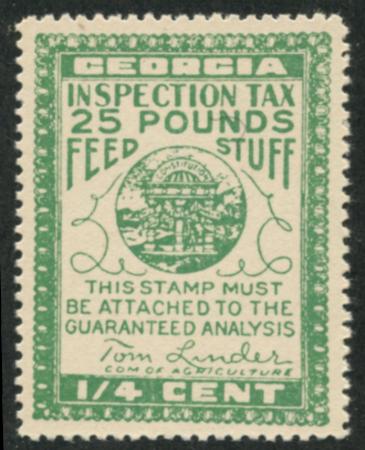 GEORGIA
INSPECTION TAX
25 POUNDS
FEED STUFF
CONSTITUTION
THIS STAMP MUST
BE ATTACHED TO THE
GUARANTEED ANALYSIS
Tom Linder
COM OF AGRICULTURE
1/4 CENT